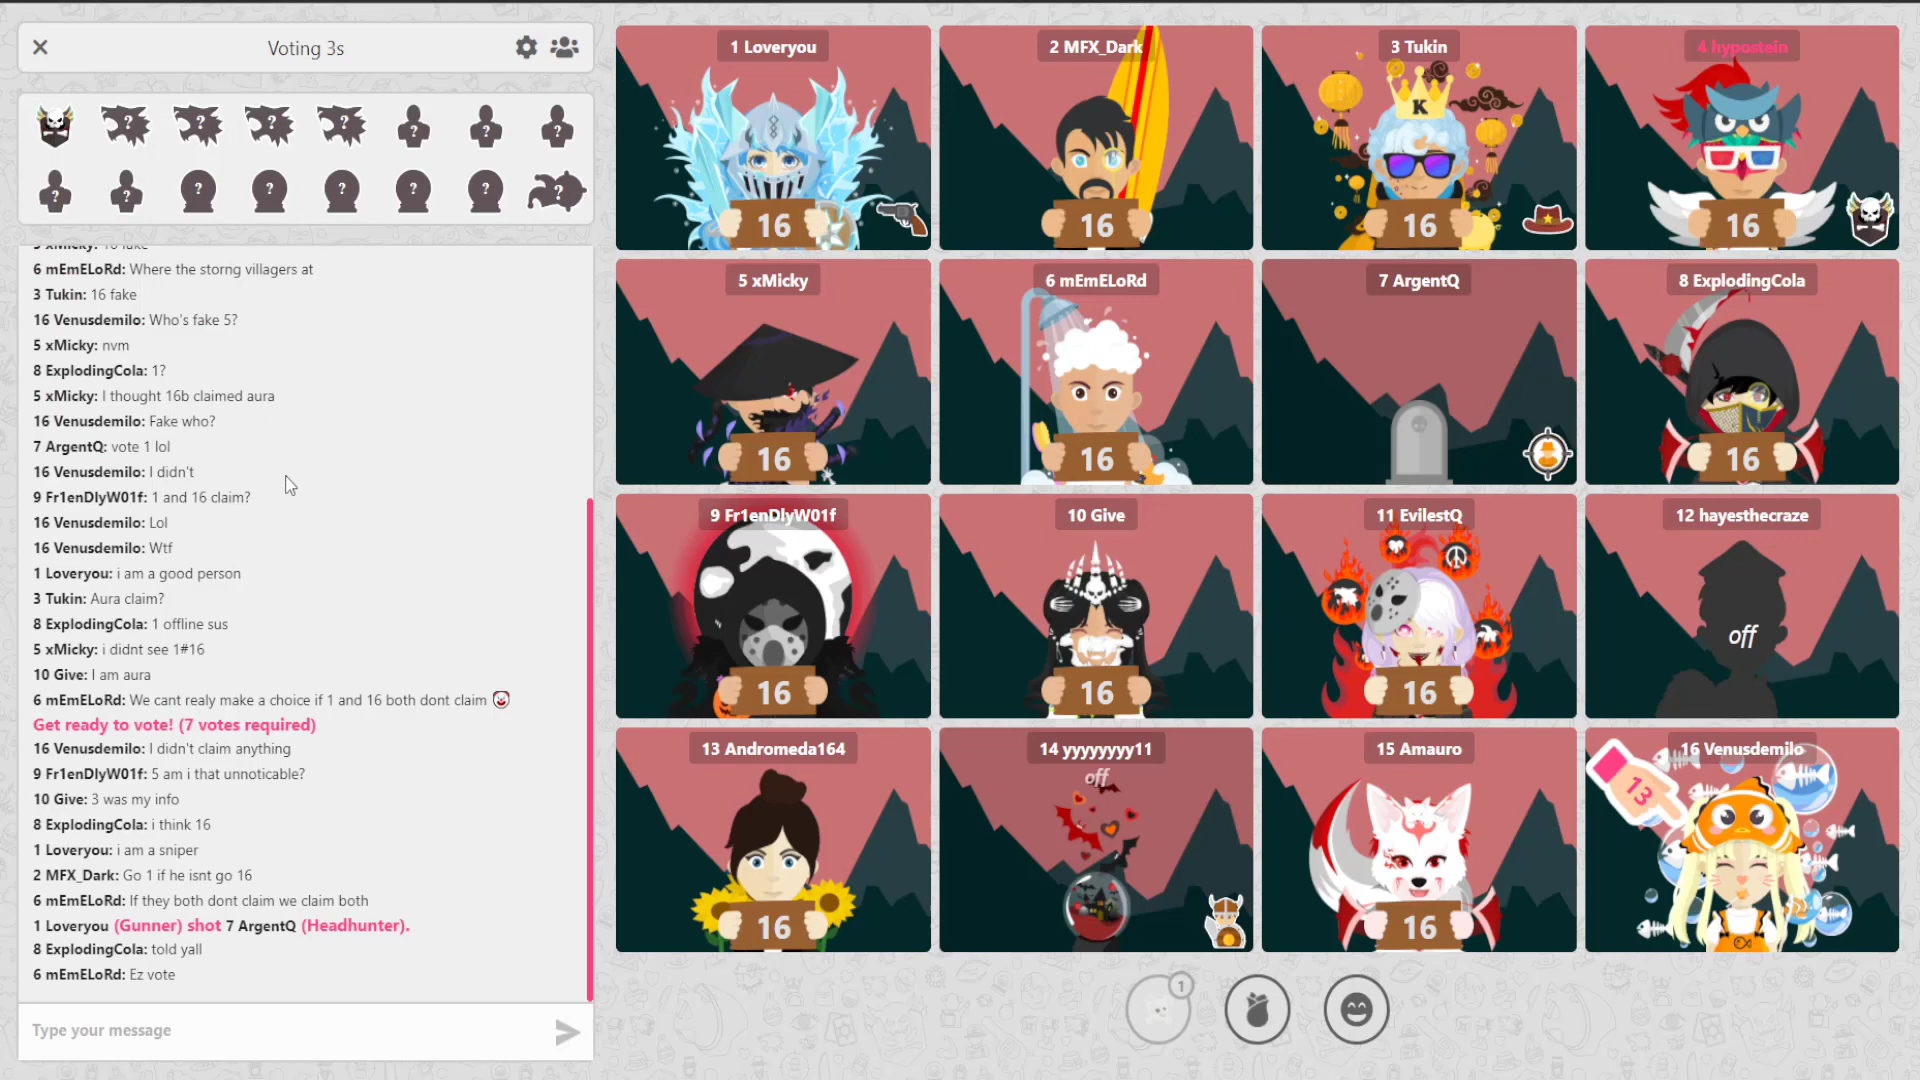 Voting 3s
5 xMicky: 16 fake
6 mEmELoRd: Where the storng villagers at
3 Tukin: 16 fake
16 Venusdemilo: Who's fake 5?
5 xMicky: nvm
8 ExplodingCola: 1?
5 xMicky: I thought 16b claimed aura
16 Venusdemilo: Fake who?
7 ArgentQ: vote 1 lol
16 Venusdemilo: I didn't
9 Fr1enDlyW01f: 1 and 16 claim?
16 Venusdemilo: Lol
16 Venusdemilo: Wtf
1 Loveryou: i am a good person
3 Tukin: Aura claim?
8 ExplodingCola: 1 offline sus
5 xMicky: i didnt see 1#16
10 Give: I am aura
6 mEmELoRd: We cant realy make a choice if 1 and 16 both dont claim
Get ready to vote! (7 votes required)
16 Venusdemilo: I didn't claim anything
9 Fr1enDlyW01f: 5 am i that unnoticable?
10 Give: 3 was my info
8 ExplodingCola: i think 16
1 Loveryou: i am a sniper
2 MFX_Dark: Go 1 if he isnt go 16
6 mEmELoRd: If they both dont claim we claim both
1 Loveryou (Gunner) shot 7 ArgentQ (Headhunter).
8 ExplodingCola: told yall
6 mEmELoRd: Ez vote
Type your message
1 Loveryou
16
2 MFX_Dark
16
3 Tukin
K
16
4 hypostein
16
5 xMicky
16
6 mEmELoRd
16
7 ArgentQ
8 ExplodingCola
16
9 Fr1enDlyW01f
16
10 Give
16
11 EvilestQ
16
12 hayesthecraze
off
13 Andromeda164
16
14 yyyyyyyy11
off
15 Amauro
16
16 Venusdemilo
13
1